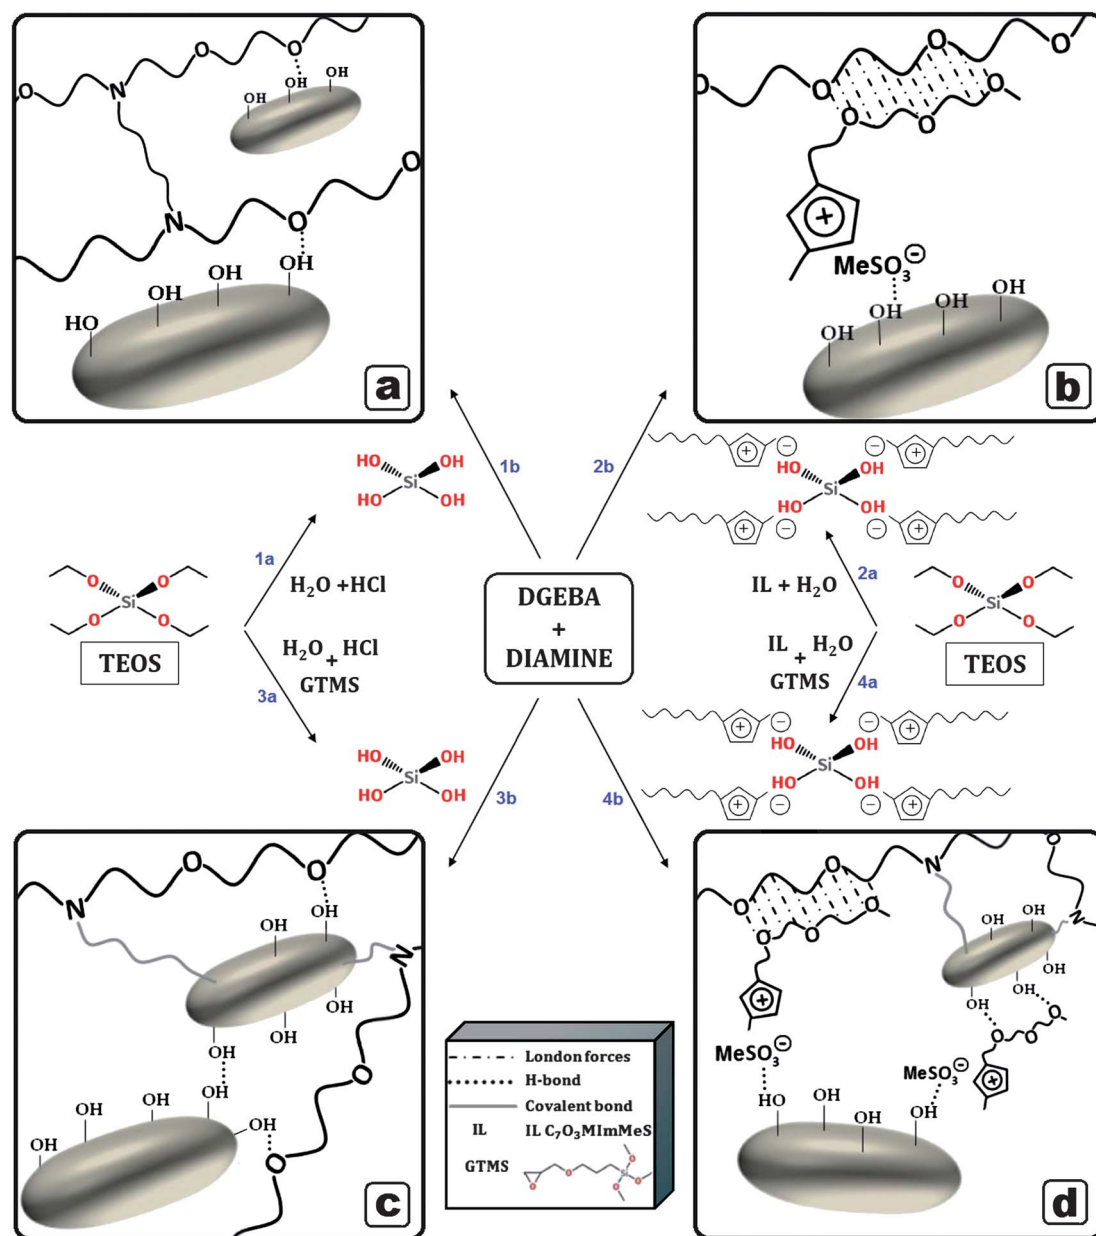 O
N
O
O
OH
OH
OH
N
O
O
OH
OH
OH
HO
a
O
O
O
O
O
O
+
MeSO3⊖
OH
OH
OH
OH
b
1b
2b
HO
OH
Si
HO
OH
+
−
−
+
HO
OH
Si
HO
OH
+
−
−
+
1a
H2O +HCl
O
O
Si
O
O
TEOS
H2O + HCl
GTMS
3a
DGEBA
+
DIAMINE
IL + H2O
2a
IL + H2O
GTMS
4a
O
O
Si
O
O
TEOS
HO
OH
Si
HO
OH
3b
4b
+
−
−
+
HO
OH
Si
HO
OH
+
−
−
+
N
O
O
OH
OH
N
OH
OH
OH
OH
OH
OH
OH
OH
O
O
c
London forces
H-bond
Covalent bond
IL IL C7O3MImMeS
GTMS
O
O
Si
O
O
O
O
O
N
O
O
O
O
N
OH
OH
OH
OH
OH
O
O
O
+
MeSO3⊖
MeSO3⊖
+
HO
OH
OH
OH
d